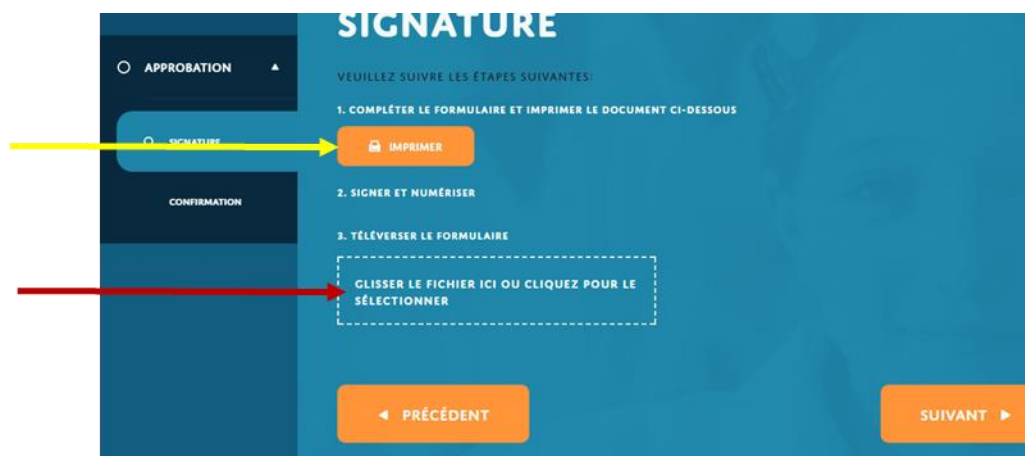 SIGNATURE
APPROBATION
VEUILLEZ SUIVRE LES ÉTAPES SUIVANTES:
1. COMPLÉTER LE FORMULAIRE ET IMPRIMER LE DOCUMENT CI-DESSOUS
SIGNATURE
IMPRIMER
2. SIGNER ET NUMÉRISER
CONFIRMATION
3. TÉLÉVERSER LE FORMULAIRE
GLISSER LE FICHIER ICI OU CLIQUEZ POUR LE
SÉLECTIONNER
PRÉCÉDENT
SUIVANT